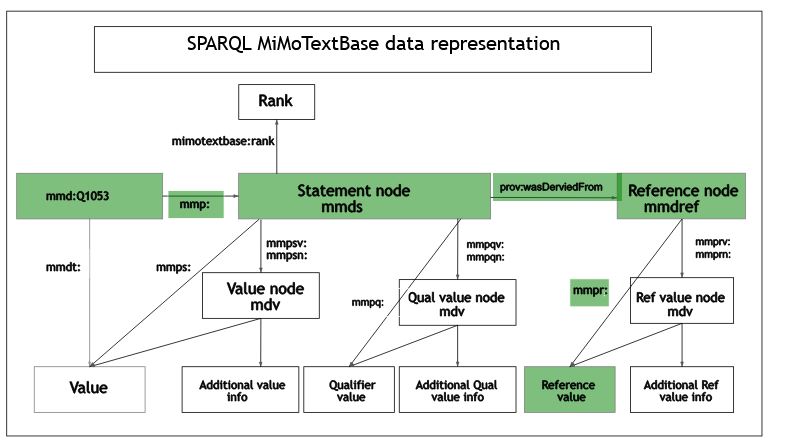 SPARQL MiMoTextBase data representation
Rank
mimotextbase:rank
mmd:Q1053
mmp:
Statement node
mmds
prov:wasDerviedFrom
Reference node
mmdref
mmdt:
mmps:
mmpsv:
mmpsn:
mmpqv:
mmpqn:
mmprv:
mmprn:
Value node
mdv
mmpq:
Qual value node
mdv
mmpr:
Ref value node
mdv
Value
Additional value
info
Qualifier
value
Additional Qual
value info
Reference
value
Additional Ref
value info